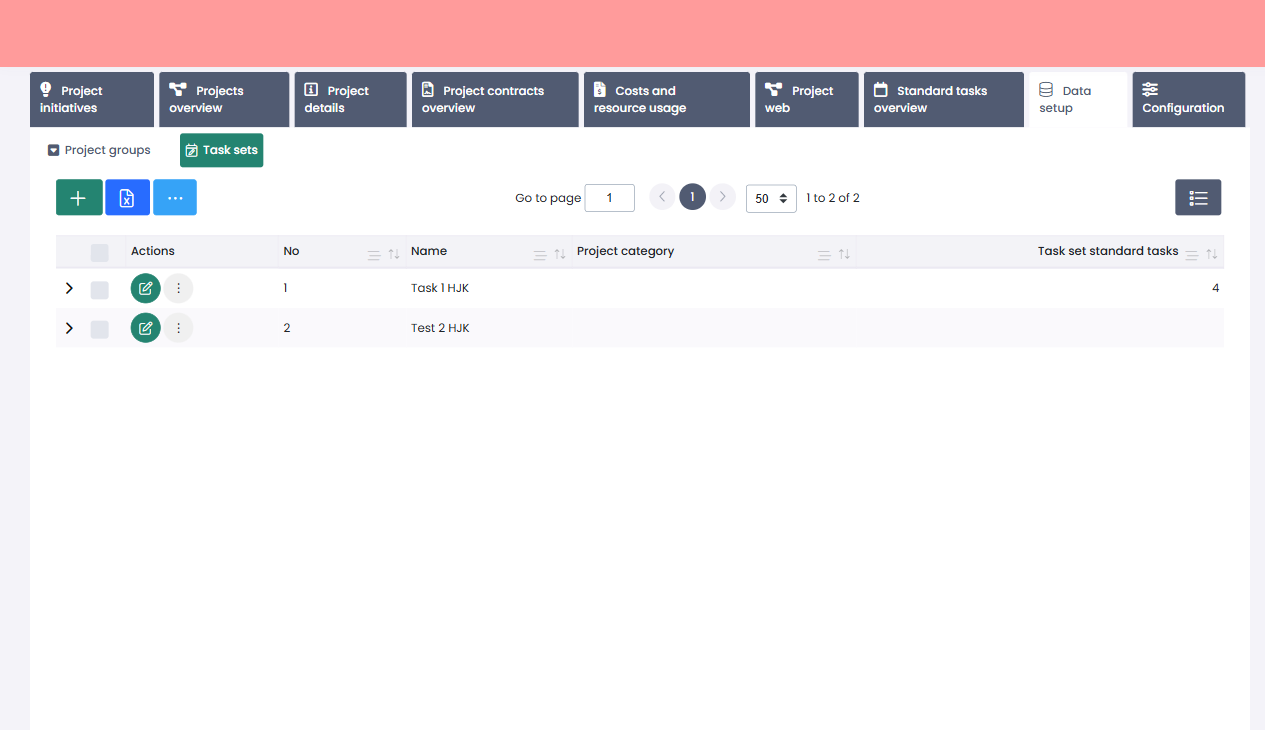 Project initiatives
Projects overview
Project details
Project contracts overview
Costs and resource usage
Project web
Standard tasks overview
Data setup
Configuration
Project groups
Task sets
Go to page 1
1
50
1 to 2 of 2
Actions No Name Project category Task set standard tasks
1 Task 1 HJK 4
2 Test 2 HJK